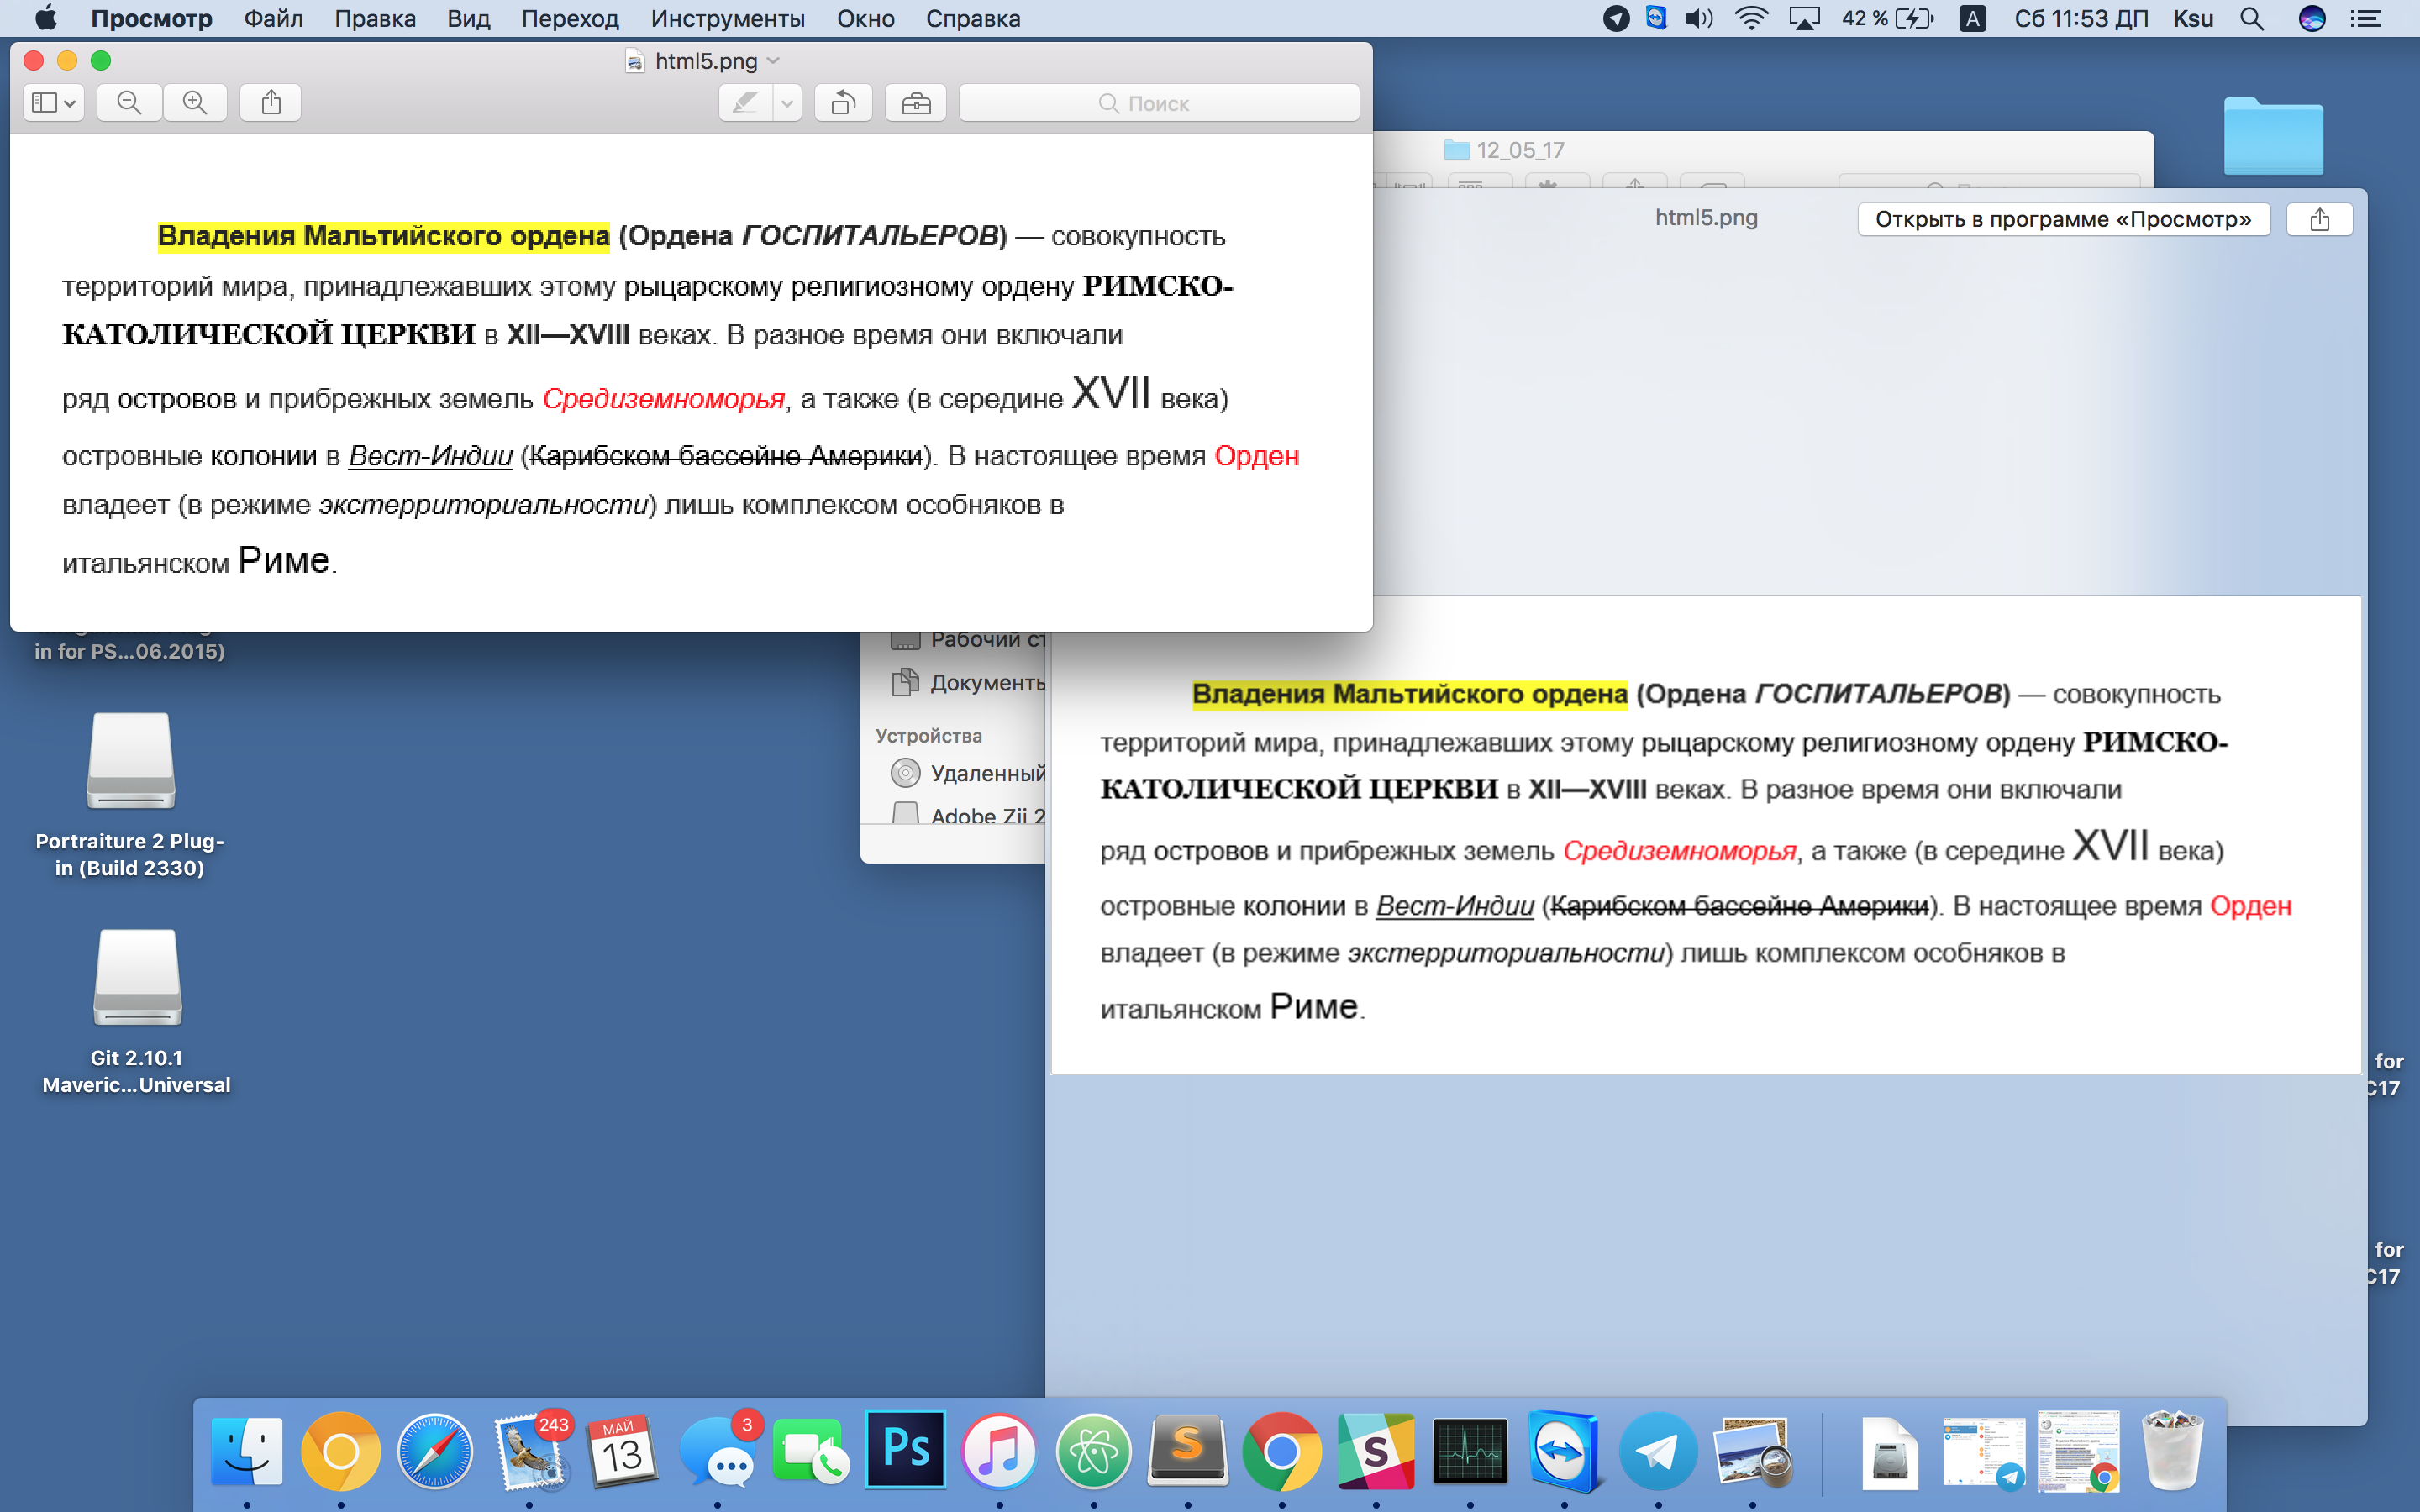 Просмотр Файл Правка Вид Переход Инструменты Окно Справка 42 % A Сб 11:53 ДП Ksu
html5.png
Поиск
Владения Мальтийского ордена (Ордена ГОСПИТАЛЬЕРОВ) — совокупность
территорий мира, принадлежавших этому рыцарскому религиозному ордену РИМСКО-
КАТОЛИЧЕСКОЙ ЦЕРКВИ в XII—XVIII веках. В разное время они включали
ряд островов и прибрежных земель Средиземноморья, а также (в середине XVII века)
островные колонии в Вест-Индии (Карибском бассейне Америки). В настоящее время Орден
владеет (в режиме экстерриториальности) лишь комплексом особняков в
итальянском Риме.
12_05_17
html5.png Открыть в программе «Просмотр»
Рабочий ст
Документы
Устройства
Удаленный
Adobe Zii 2
Владения Мальтийского ордена (Ордена ГОСПИТАЛЬЕРОВ) — совокупность
территорий мира, принадлежавших этому рыцарскому религиозному ордену РИМСКО-
КАТОЛИЧЕСКОЙ ЦЕРКВИ в XII—XVIII веках. В разное время они включали
ряд островов и прибрежных земель Средиземноморья, а также (в середине XVII века)
островные колонии в Вест-Индии (Карибском бассейне Америки). В настоящее время Орден
владеет (в режиме экстерриториальности) лишь комплексом особняков в
итальянском Риме.
in for PS...06.2015)
Portraiture 2 Plug-
in (Build 2330)
Git 2.10.1
Maveric...Universal
for
C17
for
C17
243
МАЙ
13
3
Ps
S
S